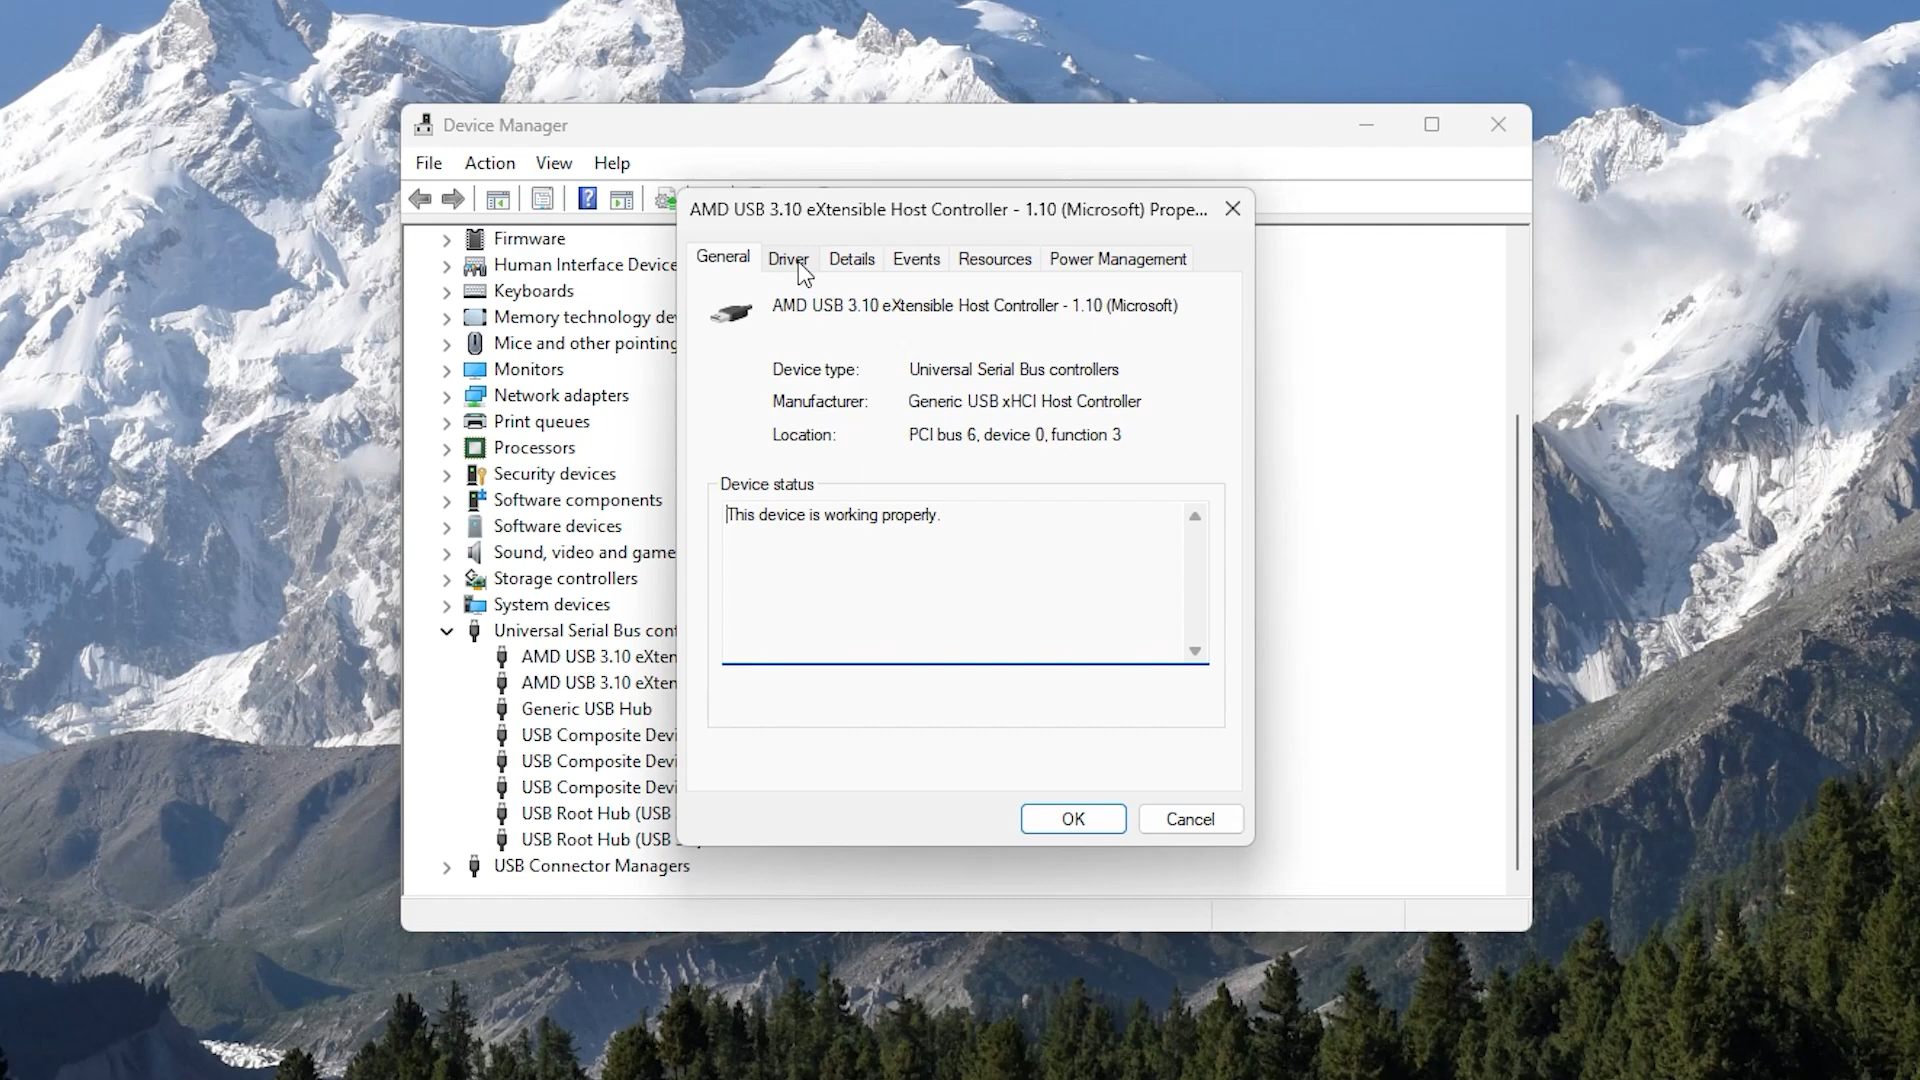 Device Manager
File Action View Help
AMD USB 3.10 eXtensible Host Controller - 1.10 (Microsoft) Prope...
General Driver Details Events Resources Power Management
AMD USB 3.10 eXtensible Host Controller - 1.10 (Microsoft)
Device type: Universal Serial Bus controllers
Manufacturer: Generic USB xHCI Host Controller
Location: PCI bus 6, device 0, function 3
Device status
This device is working properly.
OK Cancel
Firmware
Human Interface Device
Keyboards
Memory technology de
Mice and other pointing
Monitors
Network adapters
Print queues
Processors
Security devices
Software components
Software devices
Sound, video and game
Storage controllers
System devices
Universal Serial Bus con
AMD USB 3.10 eXten
AMD USB 3.10 eXten
Generic USB Hub
USB Composite Devi
USB Composite Devi
USB Composite Devi
USB Root Hub (USB
USB Root Hub (USB
USB Connector Managers